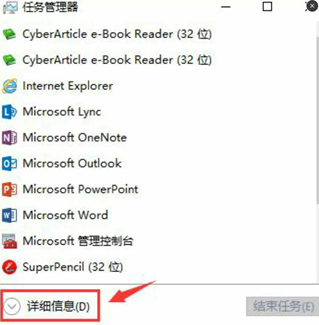 任务管理器
CyberArticle e-Book Reader (32 位)
CyberArticle e-Book Reader (32 位)
Internet Explorer
Microsoft Lync
Microsoft OneNote
Microsoft Outlook
Microsoft PowerPoint
Microsoft Word
Microsoft 管理控制台
SuperPencil (32 位)
详细信息(D)
结束任务(E)